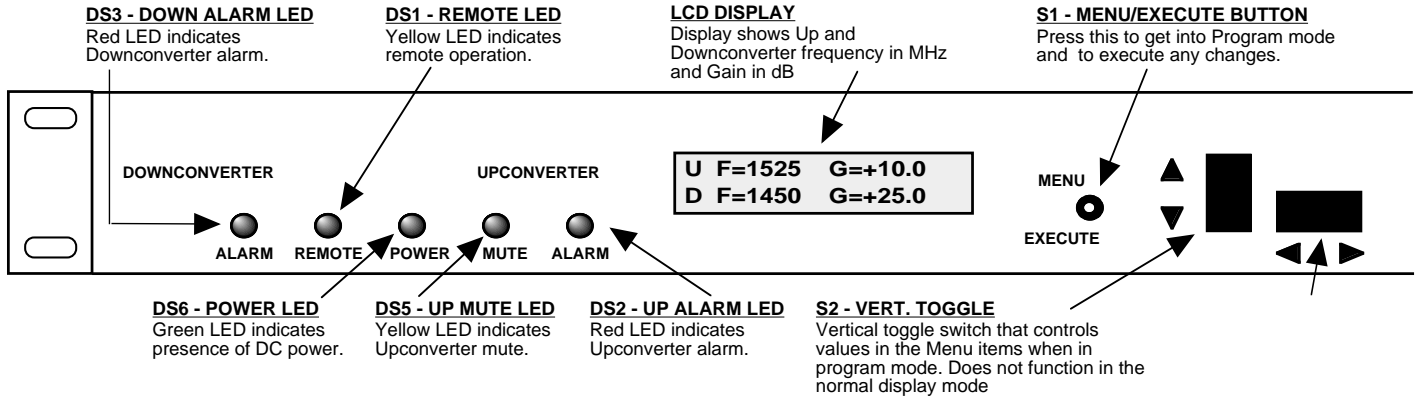 DS3 - DOWN ALARM LED
Red LED indicates
Downconverter alarm.
DS1 - REMOTE LED
Yellow LED indicates
remote operation.
LCD DISPLAY
Display shows Up and
Downconverter frequency in MHz
and Gain in dB
S1 - MENU/EXECUTE BUTTON
Press this to get into Program mode
and to execute any changes.
DOWNCONVERTER
UPCONVERTER
U F=1525 G=+10.0
D F=1450 G=+25.0
MENU
EXECUTE
ALARM REMOTE POWER MUTE ALARM
DS6 - POWER LED
Green LED indicates
presence of DC power.
DS5 - UP MUTE LED
Yellow LED indicates
Upconverter mute.
DS2 - UP ALARM LED
Red LED indicates
Upconverter alarm.
S2 - VERT. TOGGLE
Vertical toggle switch that controls
values in the Menu items when in
program mode. Does not function in the
normal display mode